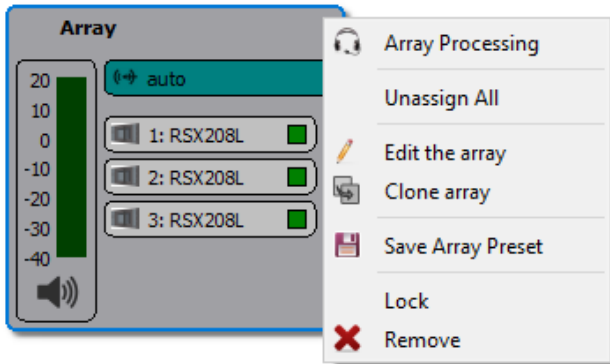 Array
auto
20
10
0
-10
-20
-30
-40
1: RSX208L
2: RSX208L
3: RSX208L
Array Processing
Unassign All
Edit the array
Clone array
Save Array Preset
Lock
Remove